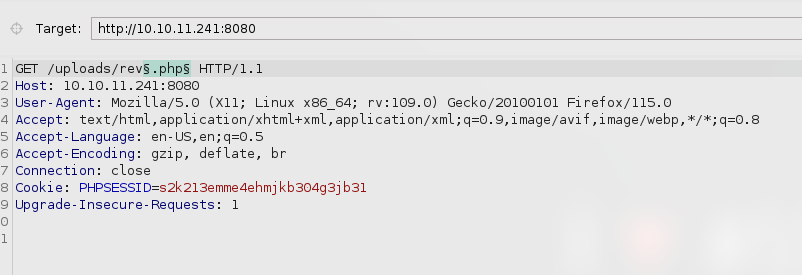 Target: http://10.10.11.241:8080
1 GET /uploads/rev§.php§ HTTP/1.1
2 Host: 10.10.11.241:8080
3 User-Agent: Mozilla/5.0 (X11; Linux x86_64; rv:109.0) Gecko/20100101 Firefox/115.0
4 Accept: text/html,application/xhtml+xml,application/xml;q=0.9,image/avif,image/webp,*/*;q=0.8
5 Accept-Language: en-US,en;q=0.5
6 Accept-Encoding: gzip, deflate, br
7 Connection: close
8 Cookie: PHPSESSID=s2k213emme4ehmjkb304g3jb31
9 Upgrade-Insecure-Requests: 1
0
1